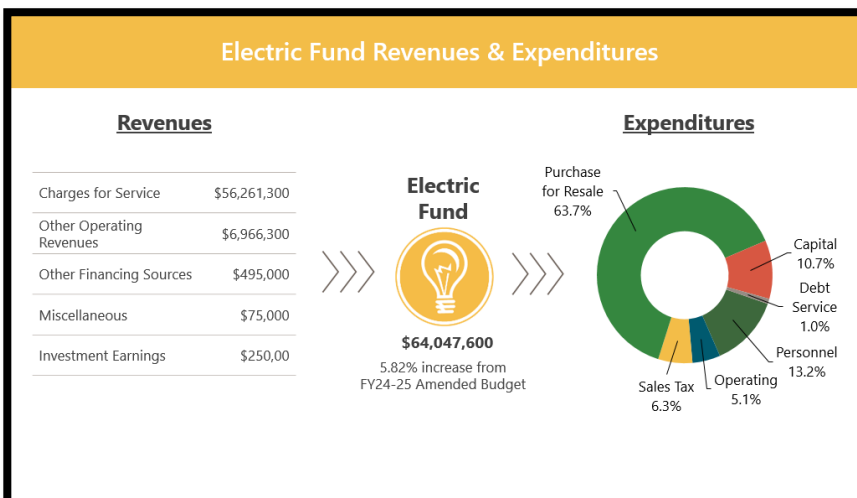 Electric Fund Revenues & Expenditures
Revenues
Charges for Service $56,261,300
Other Operating
Revenues $6,966,300
Other Financing Sources $495,000
Miscellaneous $75,000
Investment Earnings $250,00
Electric
Fund
$64,047,600
5.82% increase from
FY24-25 Amended Budget
Expenditures
Purchase
for Resale
63.7%
Capital
10.7%
Debt
Service
1.0%
Personnel
13.2%
Operating
5.1%
Sales Tax
6.3%